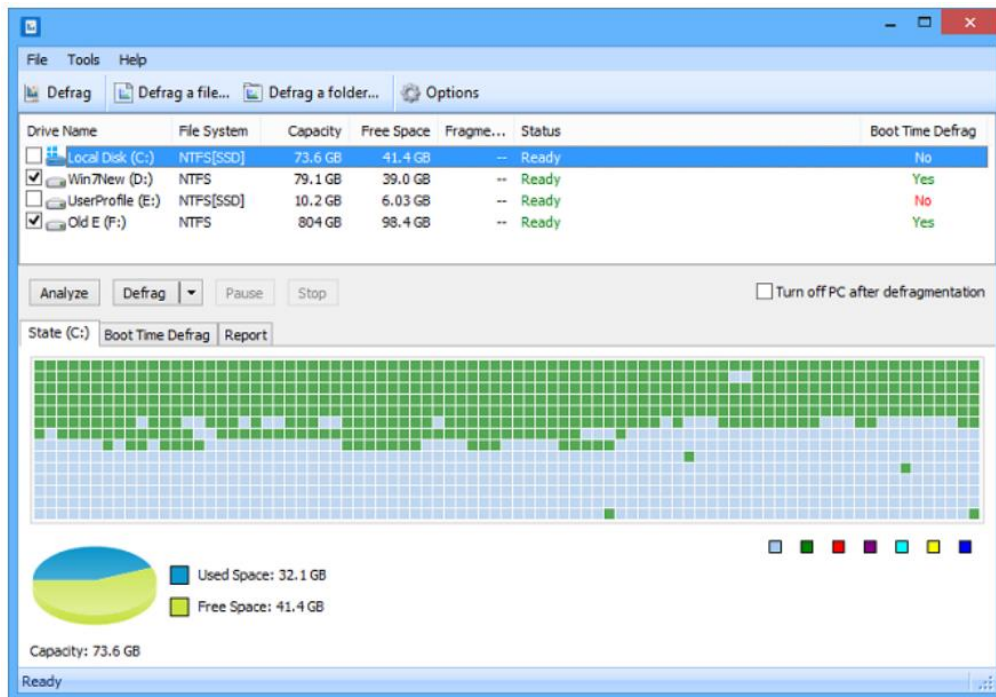 File Tools Help
Defrag Defrag a file... Defrag a folder... Options
Drive Name File System Capacity Free Space Fragme... Status Boot Time Defrag
Local Disk (C:) NTFS[SSD] 73.6 GB 41.4 GB -- Ready No
Win7New (D:) NTFS 79.1 GB 39.0 GB -- Ready Yes
UserProfile (E:) NTFS[SSD] 10.2 GB 6.03 GB -- Ready No
Old E (F:) NTFS 804 GB 98.4 GB -- Ready Yes
Analyze Defrag Pause Stop Turn off PC after defragmentation
State (C:) Boot Time Defrag Report
Used Space: 32.1 GB
Free Space: 41.4 GB
Capacity: 73.6 GB
Ready